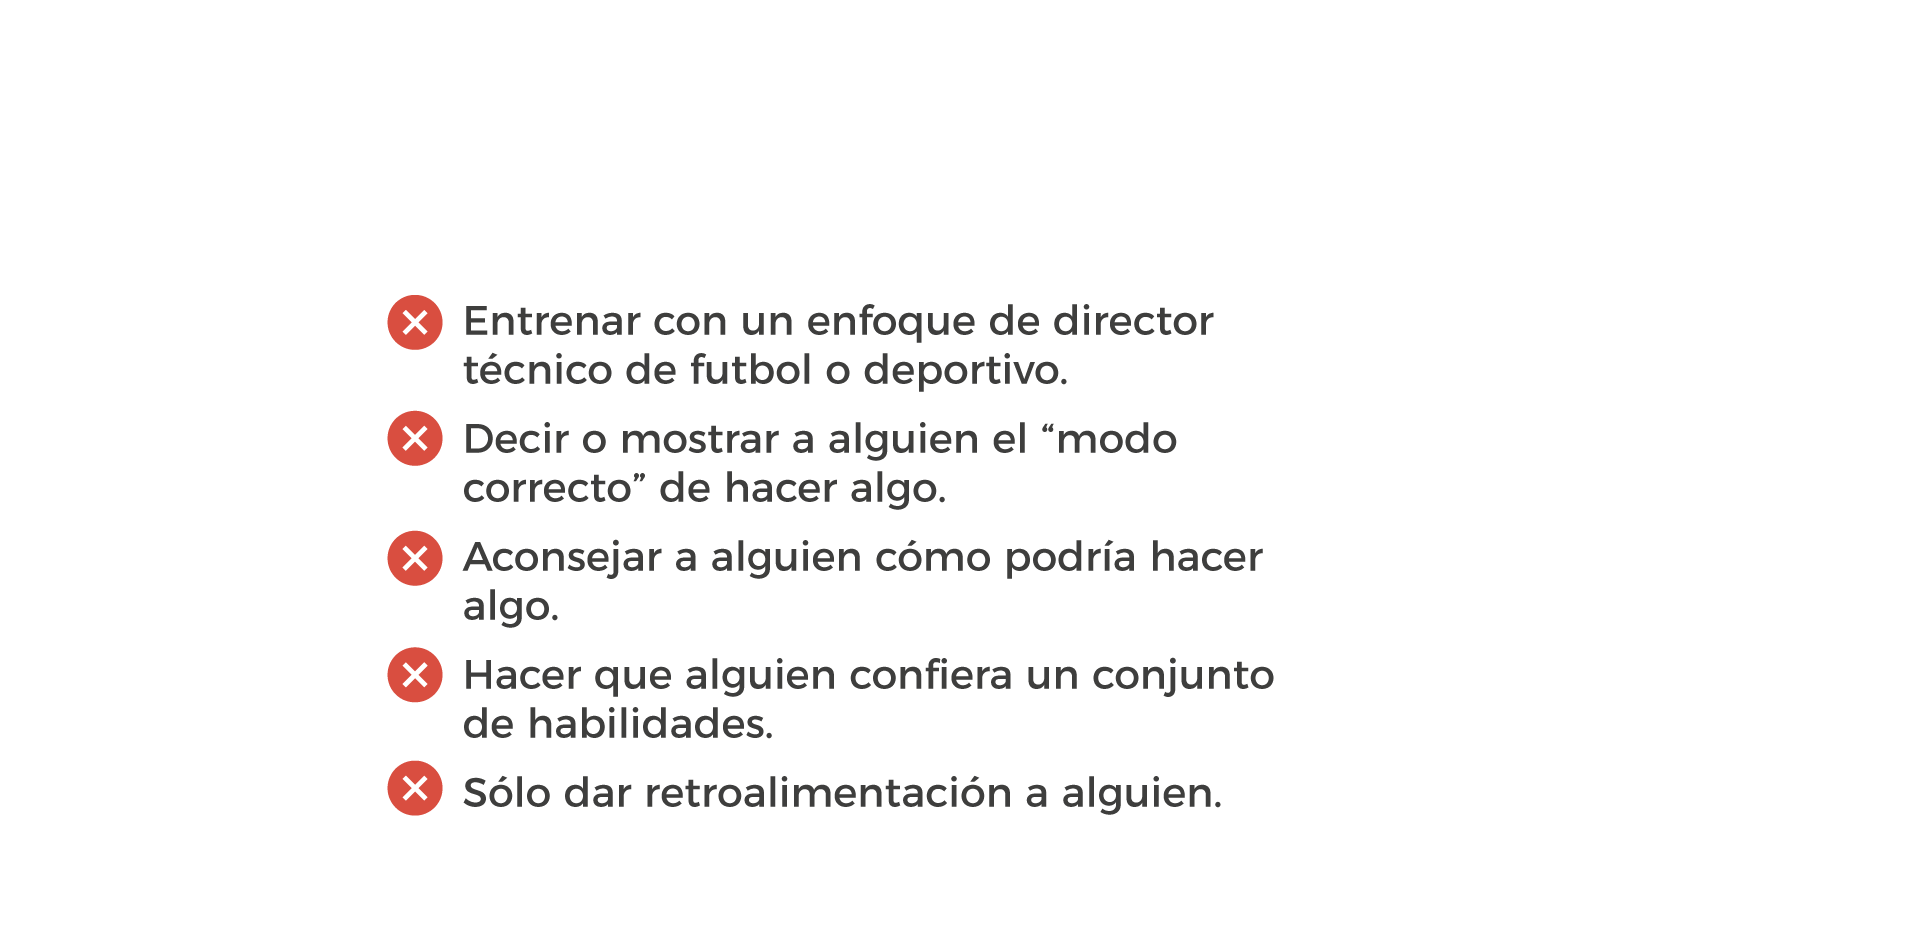 Entrenar con un enfoque de director
técnico de futbol o deportivo.
Decir o mostrar a alguien el “modo
correcto” de hacer algo.
Aconsejar a alguien cómo podría hacer
algo.
Hacer que alguien confiera un conjunto
de habilidades.
Sólo dar retroalimentación a alguien.